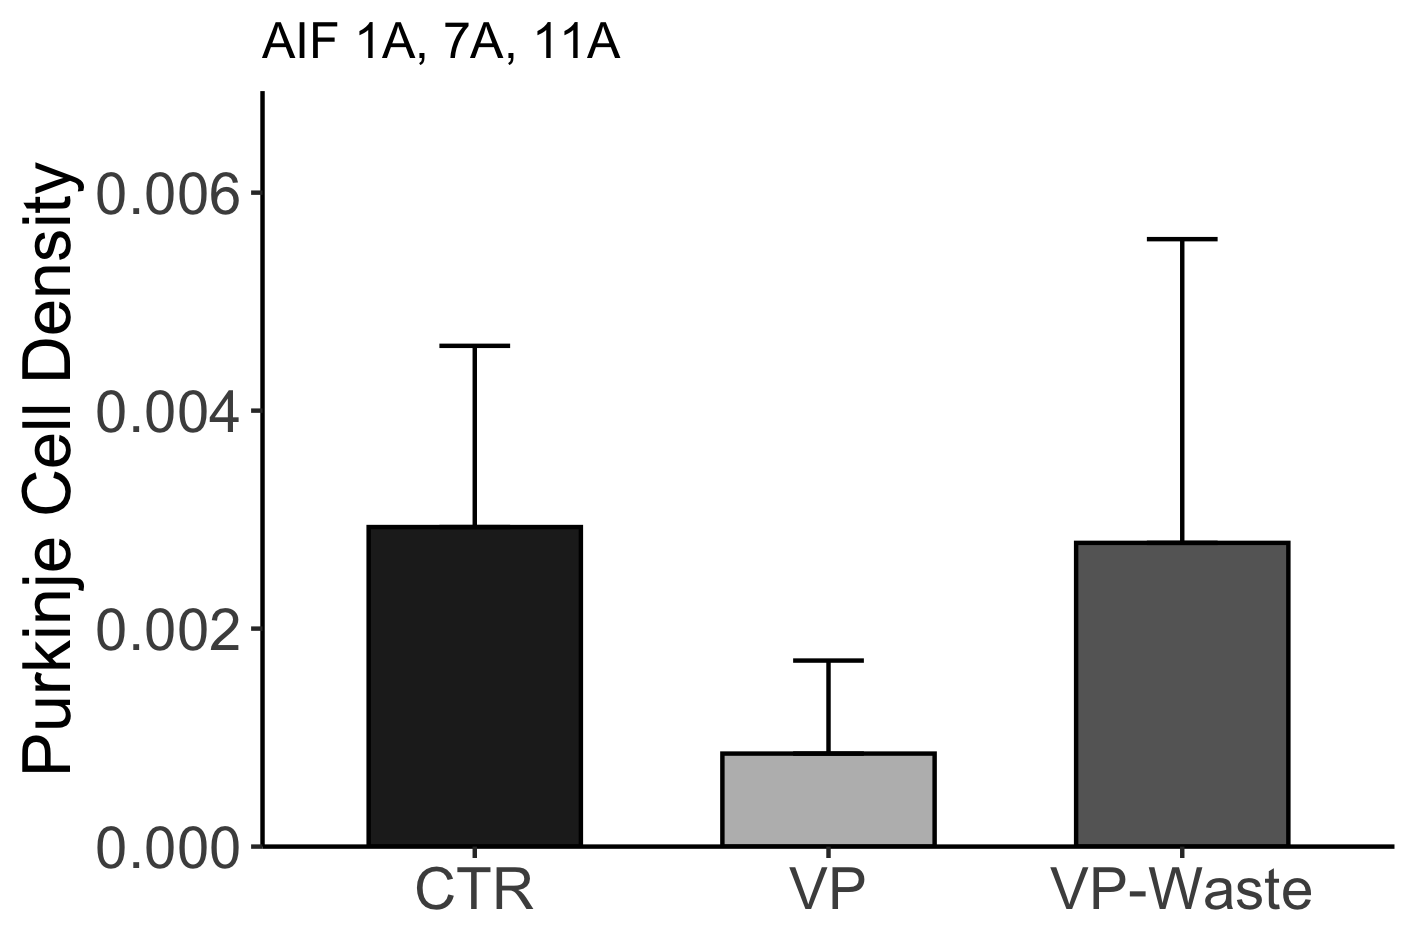 AIF 1A, 7A, 11A
Purkinje Cell Density
0.006
0.004
0.002
0.000
CTR
VP
VP-Waste